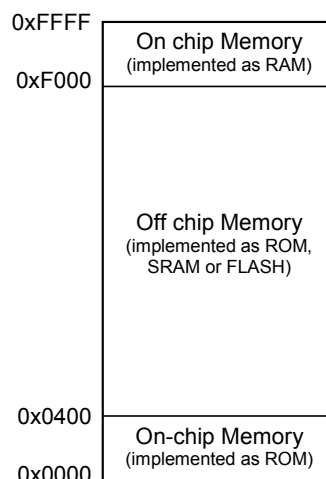 0xFFFF
On chip Memory
(implemented as RAM)
0xF000
Off chip Memory
(implemented as ROM,
SRAM or FLASH)
0x0400
On-chip Memory
(implemented as ROM)
0x0000